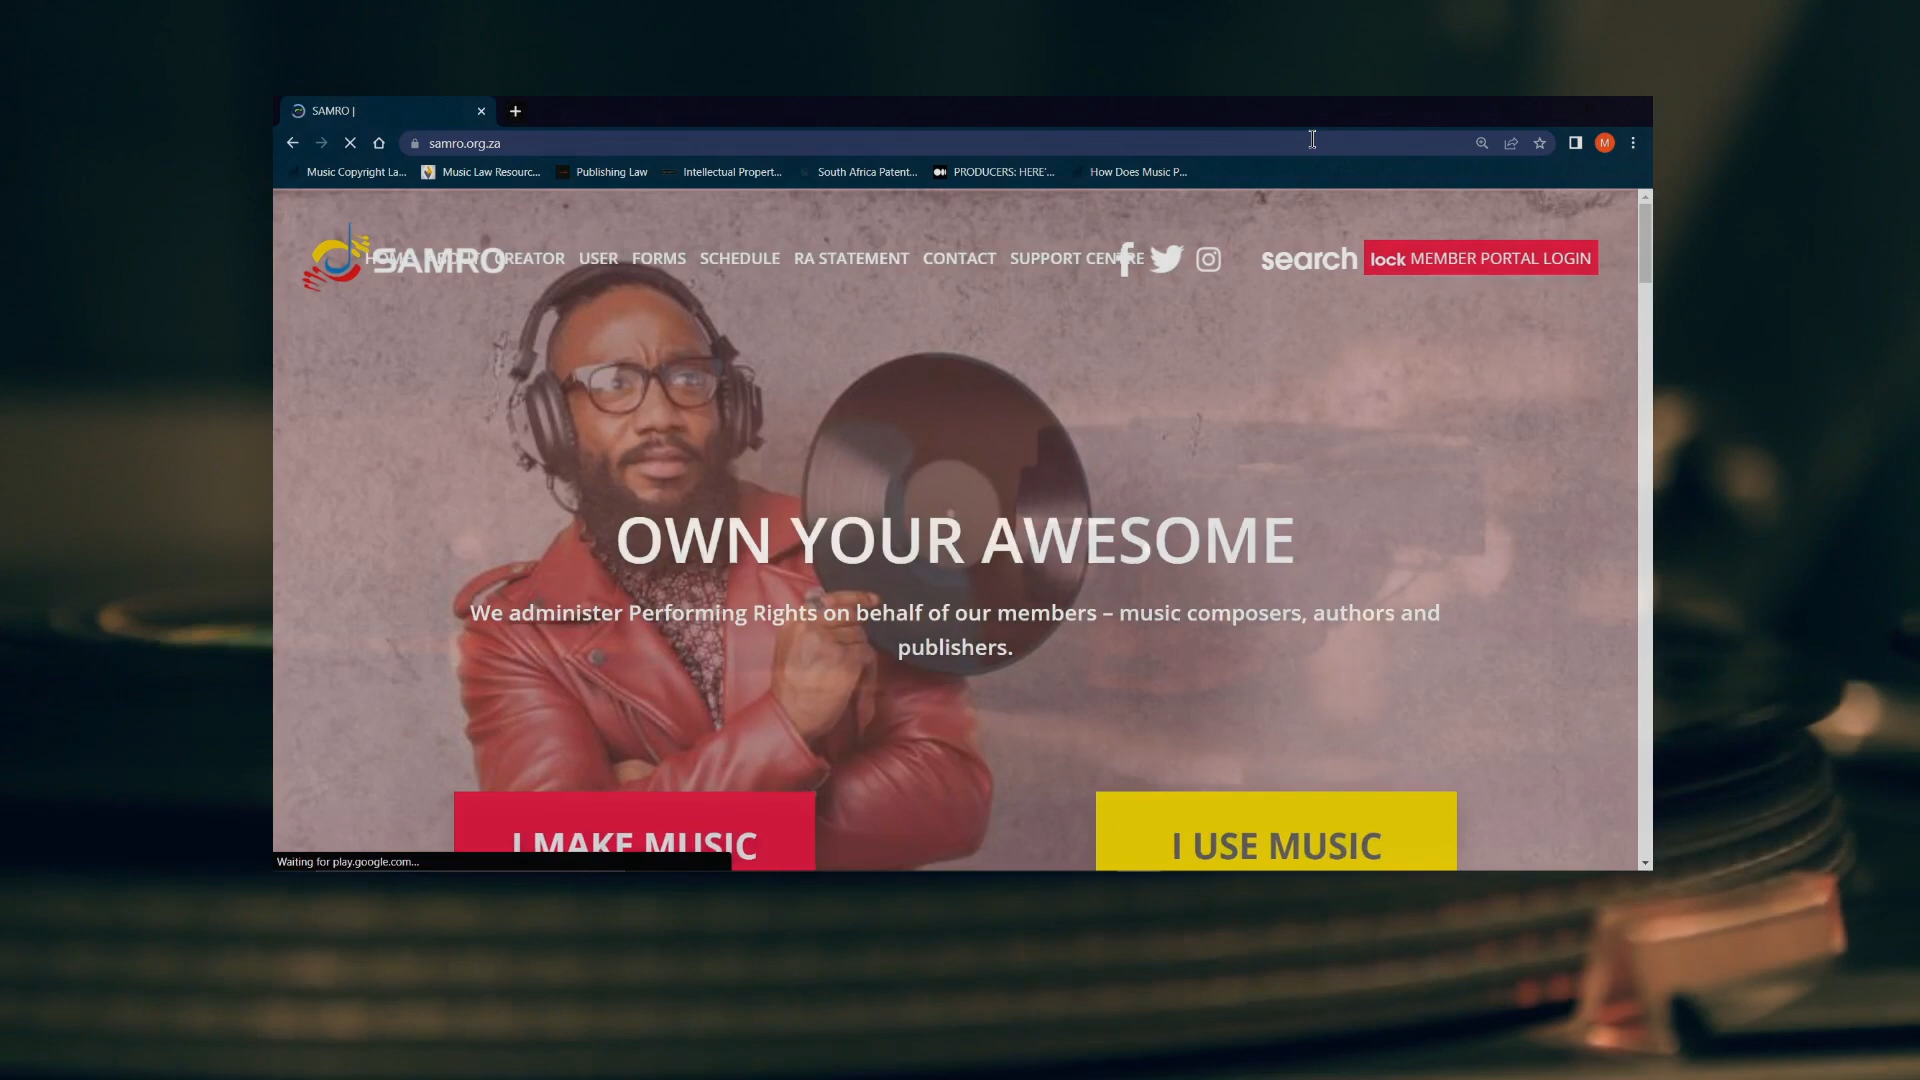 SAMRO |
samro.org.za
Music Copyright La...
Music Law Resourc...
Publishing Law
Intellectual Propert...
South Africa Patent...
PRODUCERS: HERE'...
How Does Music P...
SAMRO
HOME
CREATOR
USER
FORMS
SCHEDULE
RA STATEMENT
CONTACT
SUPPORT CENTRE
search
lock MEMBER PORTAL LOGIN
M
OWN YOUR AWESOME
We administer Performing Rights on behalf of our members – music composers, authors and
publishers.
I MAKE MUSIC
I USE MUSIC
Waiting for play.google.com...